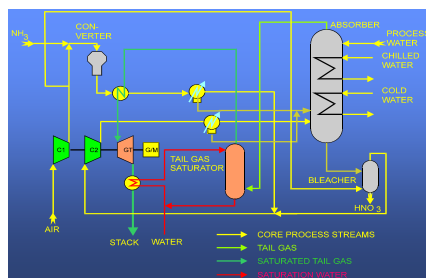 CON-
VERTER
NH3
ABSORBER
PROCESS
WATER
CHILLED
WATER
COLD
WATER
C1
C2
GT
G/M
TAIL GAS
SATURATOR
BLEACHER
HNO 3
AIR
STACK
WATER
CORE PROCESS STREAMS
TAIL GAS
SATURATED TAIL GAS
SATURATION WATER